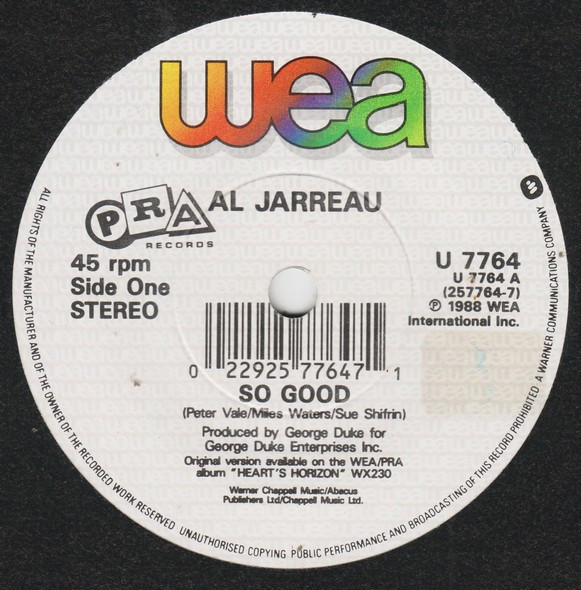 wea
PRA
RECORDS
AL JARREAU
45 rpm
Side One
STEREO
U 7764
U 7764 A
(257764-7)
℗ 1988 WEA
International Inc.
0 22925 77647 1
SO GOOD
(Peter Vale/Miles Waters/Sue Shifrin)
Produced by George Duke for
George Duke Enterprises Inc.
Original version available on the WEA/PRA
album "HEART'S HORIZON" WX230
Warner Chappell Music/Abacus
Publishers Ltd/Chappell Music Ltd.
ALL RIGHTS OF THE MANUFACTURER AND OF THE OWNER OF THE RECORDED WORK RESERVED UNAUTHORISED COPYING PUBLIC PERFORMANCE AND BROADCASTING OF THIS RECORD PROHIBITED A WARNER COMMUNICATIONS COMPANY